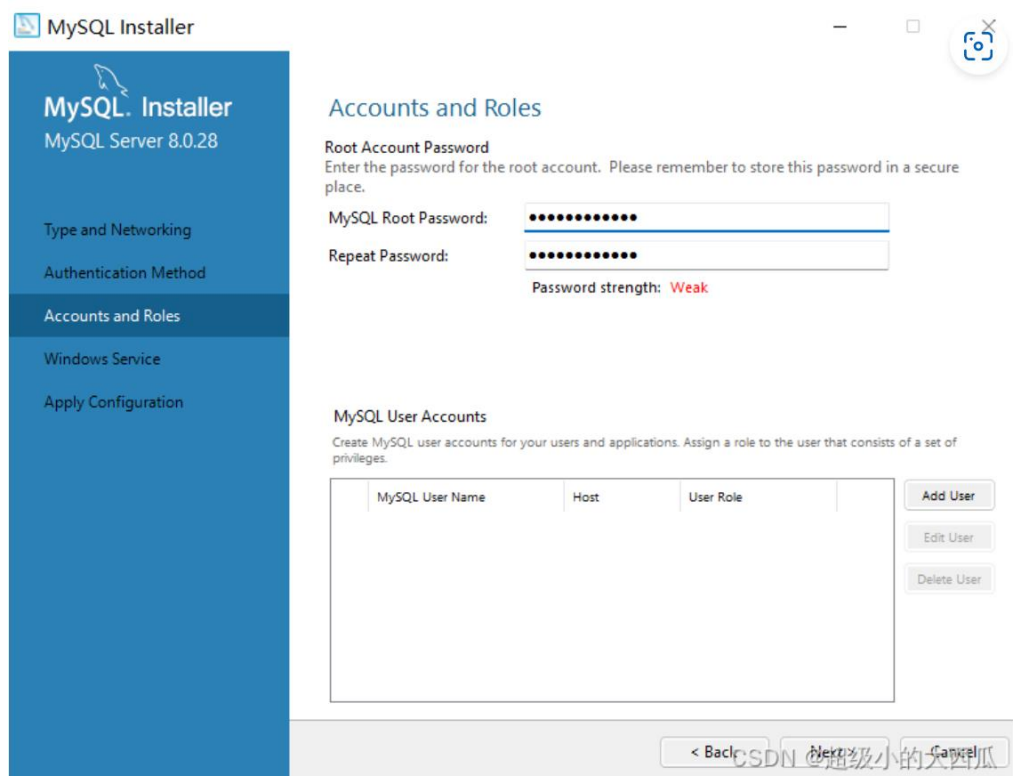 MySQL Installer
MySQL. Installer
MySQL Server 8.0.28
Type and Networking
Authentication Method
Accounts and Roles
Windows Service
Apply Configuration
Accounts and Roles
Root Account Password
Enter the password for the root account. Please remember to store this password in a secure
place.
MySQL Root Password: ●●●●●●●●●●●●
Repeat Password: ●●●●●●●●●●●●
Password strength: Weak
MySQL User Accounts
Create MySQL user accounts for your users and applications. Assign a role to the user that consists of a set of
privileges.
MySQL User Name Host User Role
Add User
Edit User
Delete User
< Back Next > Cancel
CSDN @超级小的大西瓜